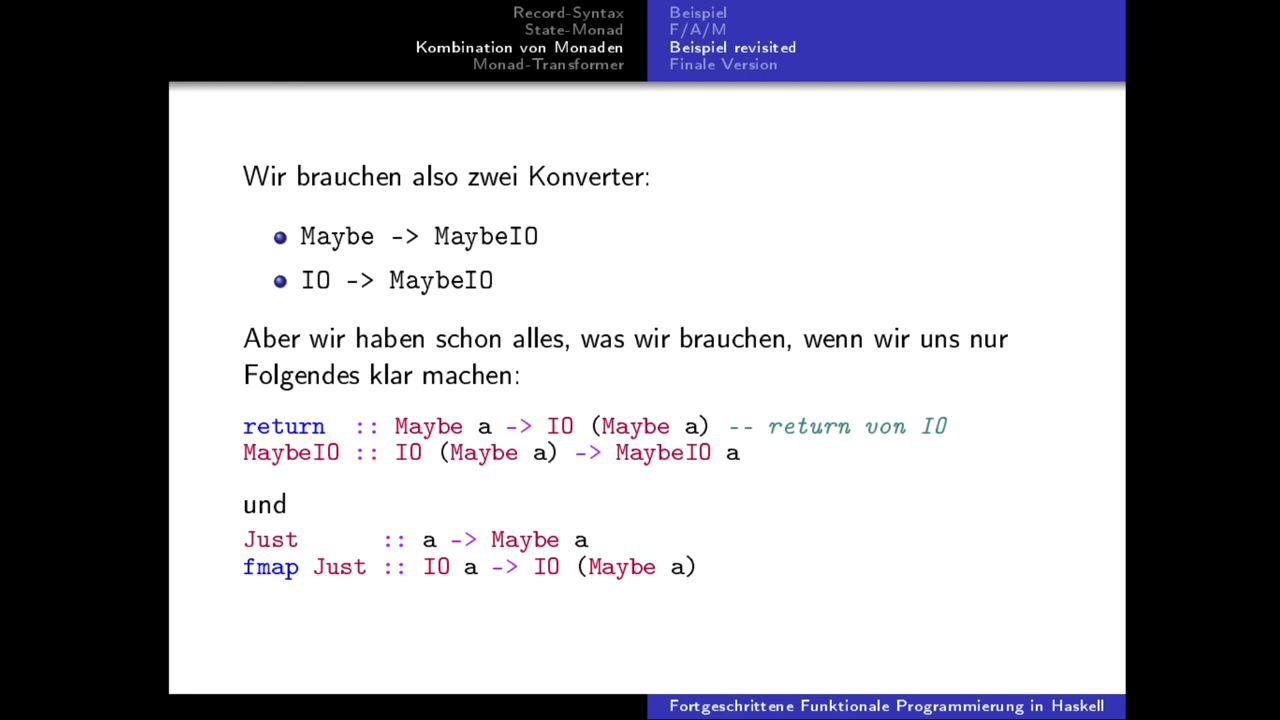 Record-Syntax
State-Monad
Kombination von Monaden
Monad-Transformer
Beispiel
F/A/M
Beispiel revisited
Finale Version
Wir brauchen also zwei Konverter:
Maybe -> MaybeIO
IO -> MaybeIO
Aber wir haben schon alles, was wir brauchen, wenn wir uns nur
Folgendes klar machen:
return :: Maybe a -> IO (Maybe a) -- return von IO
MaybeIO :: IO (Maybe a) -> MaybeIO a
und
Just :: a -> Maybe a
fmap Just :: IO a -> IO (Maybe a)
Fortgeschrittene Funktionale Programmierung in Haskell